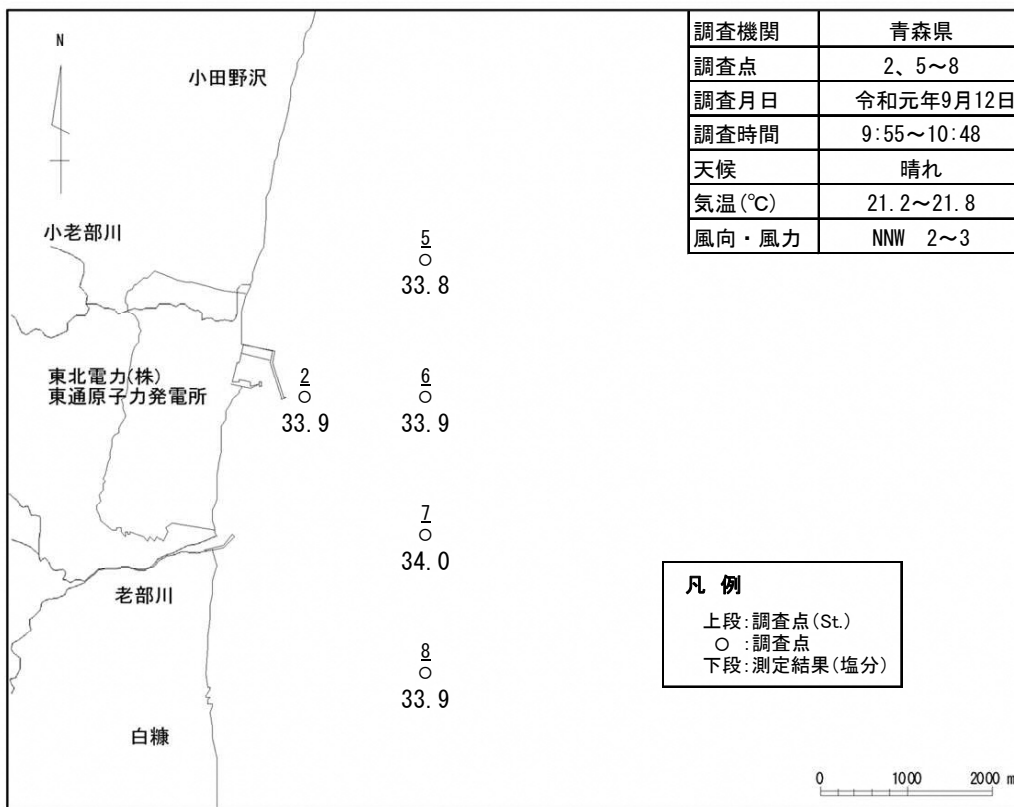 調査機関 青森県
調査点 2、5～8
調査月日 令和元年9月12日
調査時間 9:55～10:48
天候 晴れ
気温(℃) 21.2～21.8
風向・風力 NNW 2～3
N
小田野沢
小老部川
5
33.8
東北電力(株)
東通原子力発電所
2
33.9
6
33.9
7
34.0
老部川
8
33.9
白糠
凡 例
上段:調査点(St.)
○ :調査点
下段:測定結果(塩分)
0 1000 2000 m